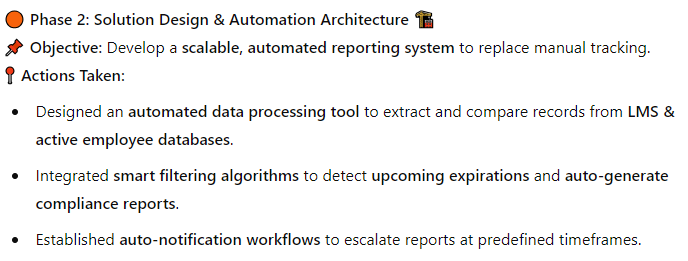 🟠 Phase 2: Solution Design & Automation Architecture 🏗️
📌 Objective: Develop a scalable, automated reporting system to replace manual tracking.
📍 Actions Taken:
• Designed an automated data processing tool to extract and compare records from LMS &
active employee databases.
• Integrated smart filtering algorithms to detect upcoming expirations and auto-generate
compliance reports.
• Established auto-notification workflows to escalate reports at predefined timeframes.